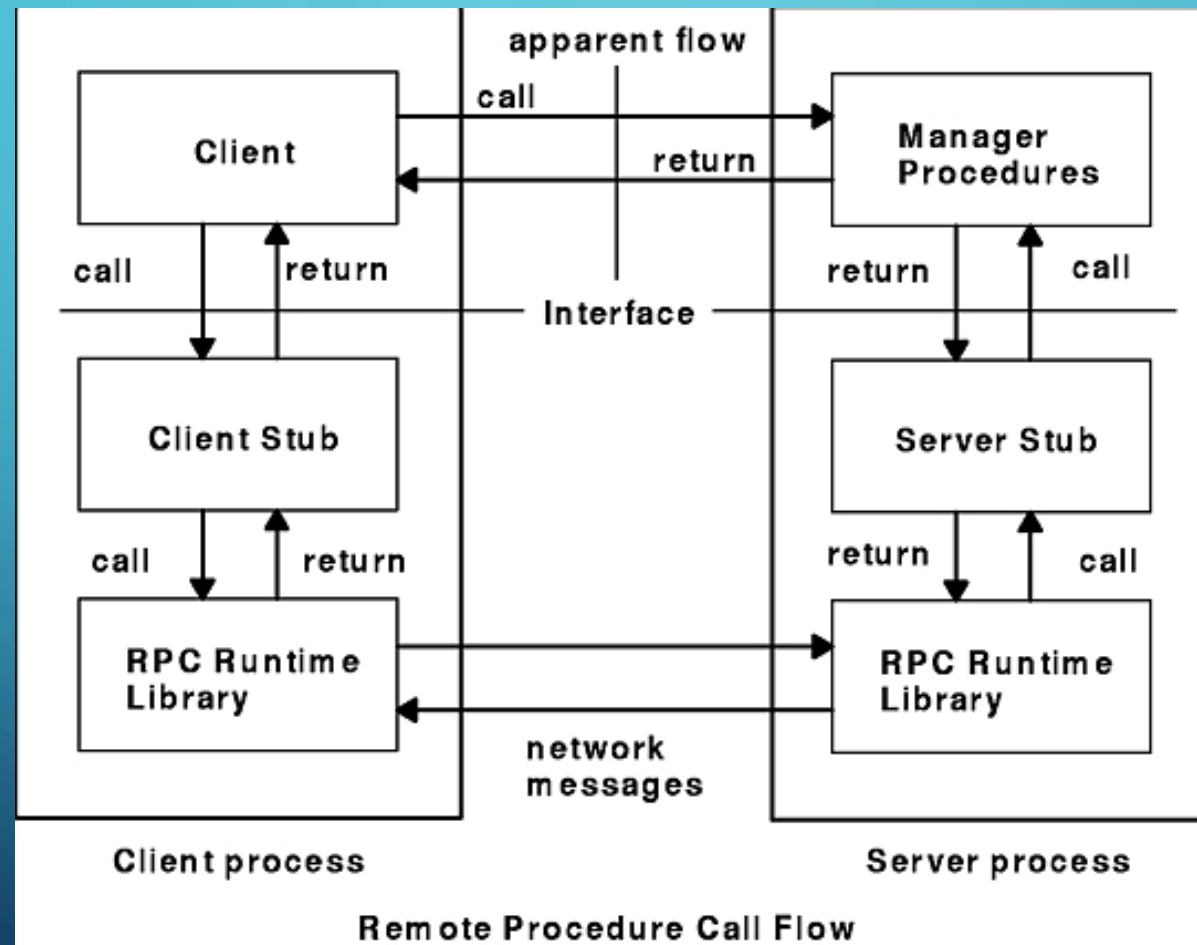 apparent flow
call
Client
Manager
Procedures
return
call
return
return
call
Interface
Client Stub
Server Stub
call
return
return
call
RPC Runtime
Library
RPC Runtime
Library
network
messages
Client process
Server process
Remote Procedure Call Flow